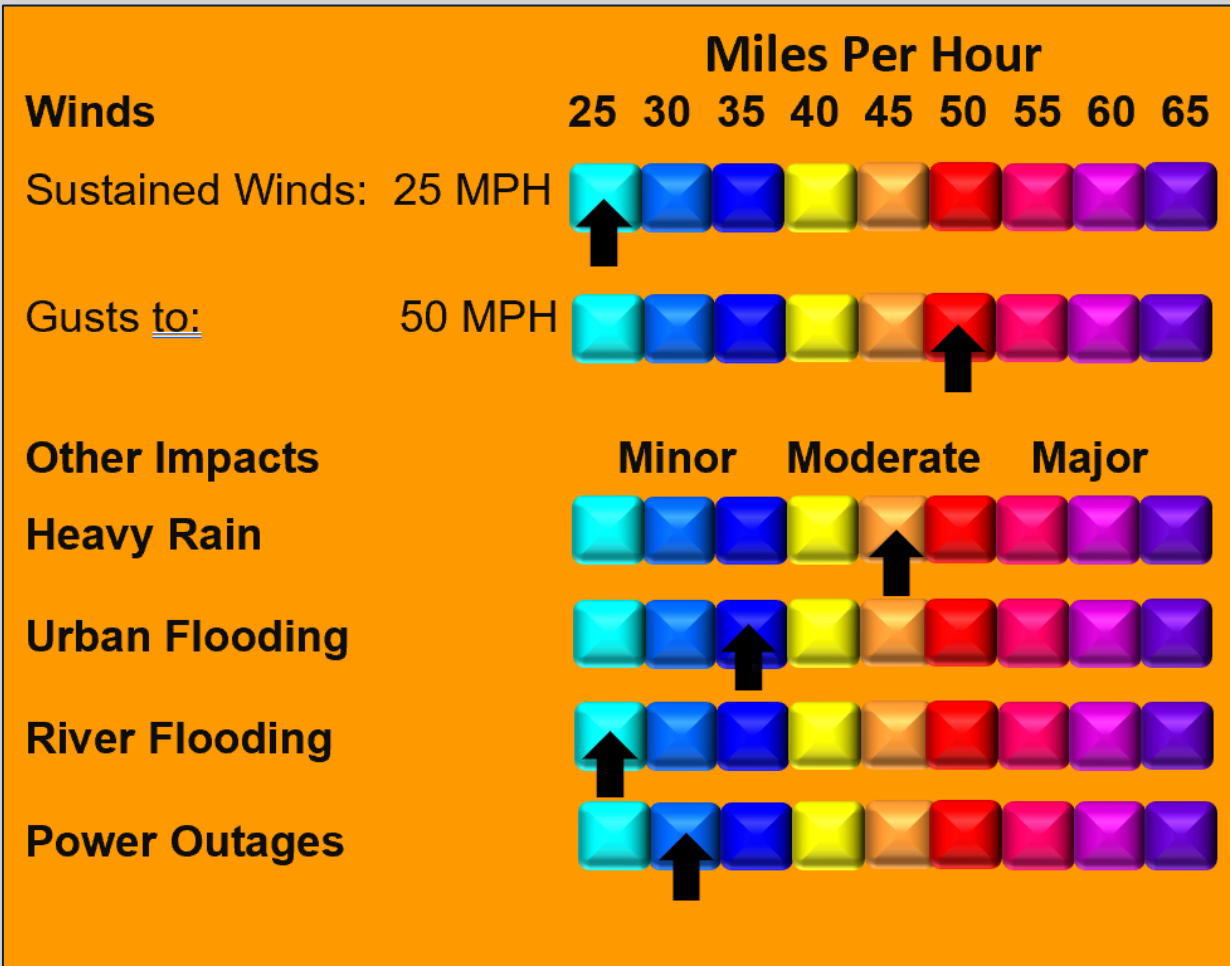 Miles Per Hour
Winds 25 30 35 40 45 50 55 60 65
Sustained Winds: 25 MPH
Gusts to: 50 MPH
Other Impacts Minor Moderate Major
Heavy Rain
Urban Flooding
River Flooding
Power Outages